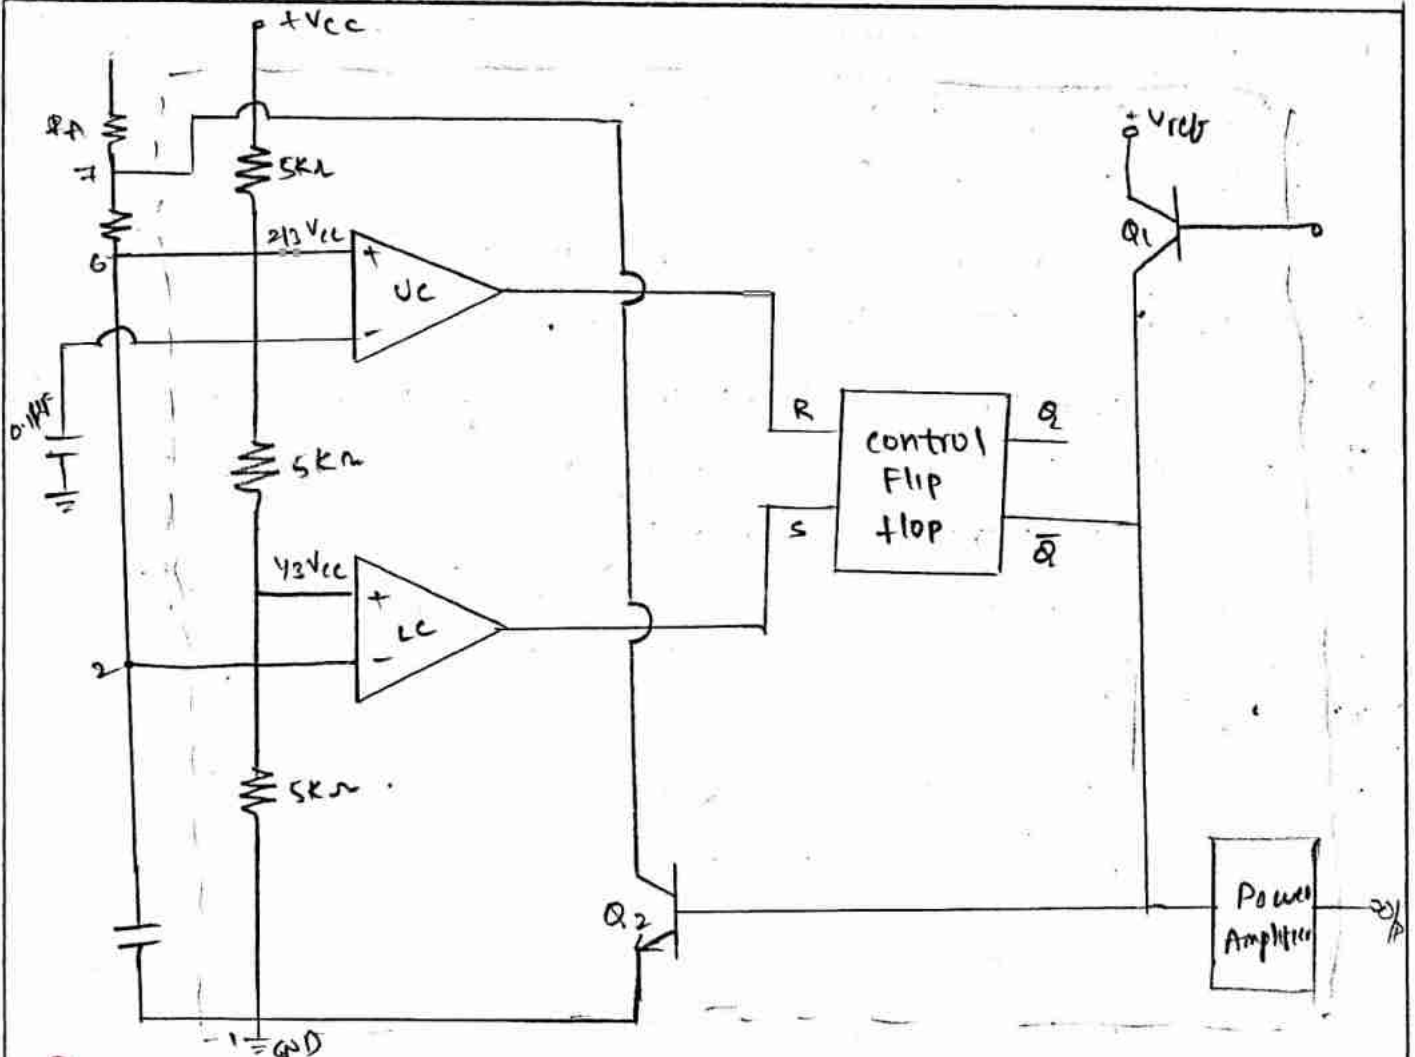 +Vcc
RA
7
5KΩ
+Vref
Q1
2/3 Vcc
6
+
UC
-
0.1µF
R
Q
control
Flip
flop
5KΩ
S
Q̅
1/3 Vcc
+
LC
-
2
5KΩ
Q2
Power
Amplifier
O/P
1
GND